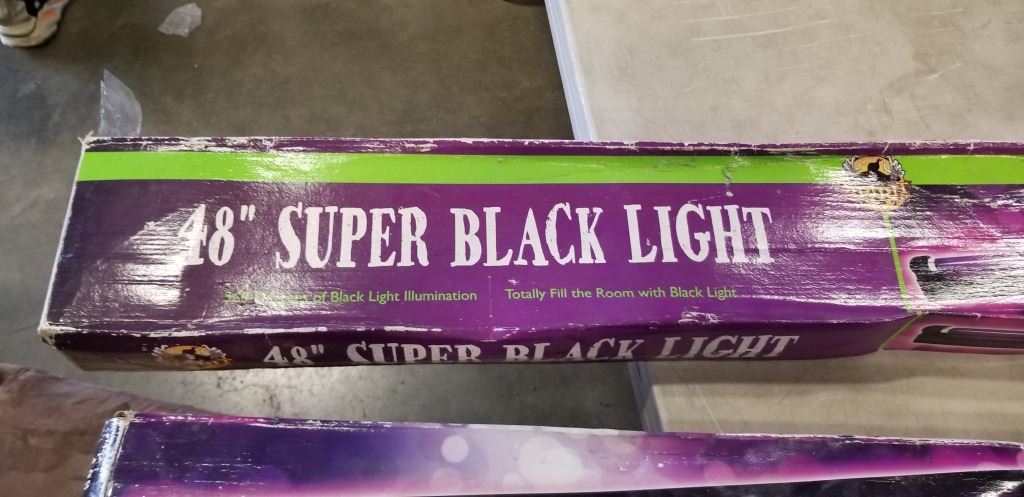 48" SUPER BLACK LIGHT
of Black Light Illumination
Totally Fill the Room with Black Light
48" SUPER BLACK LIGHT